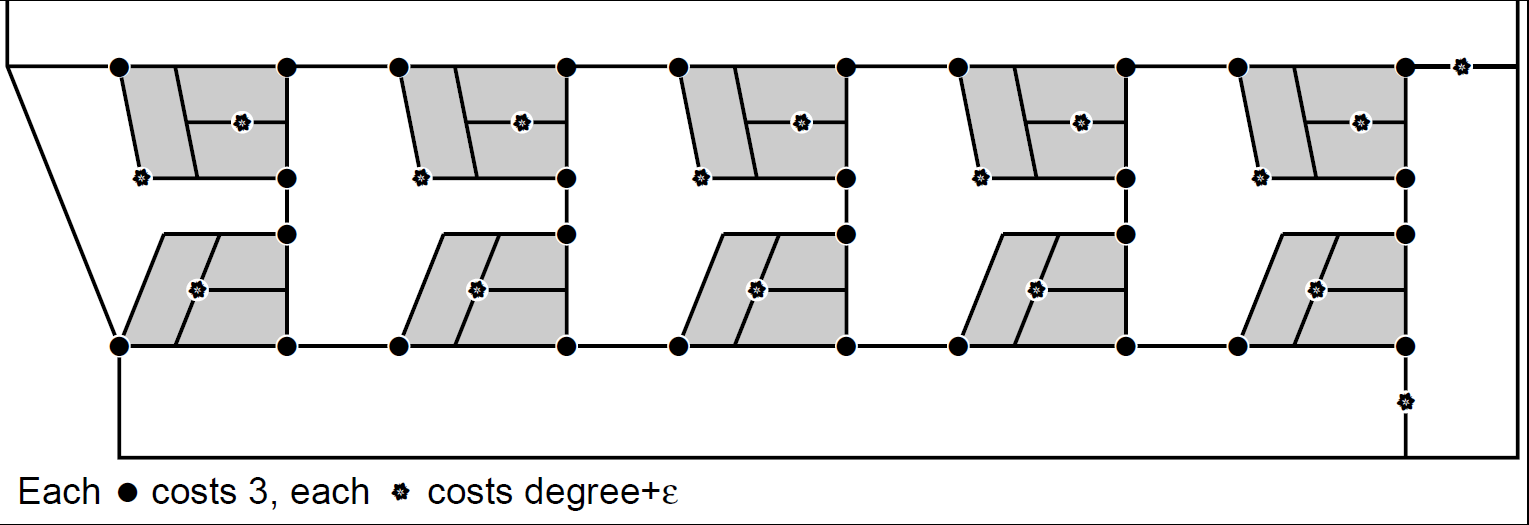 Each ● costs 3, each ✸ costs degree+ε